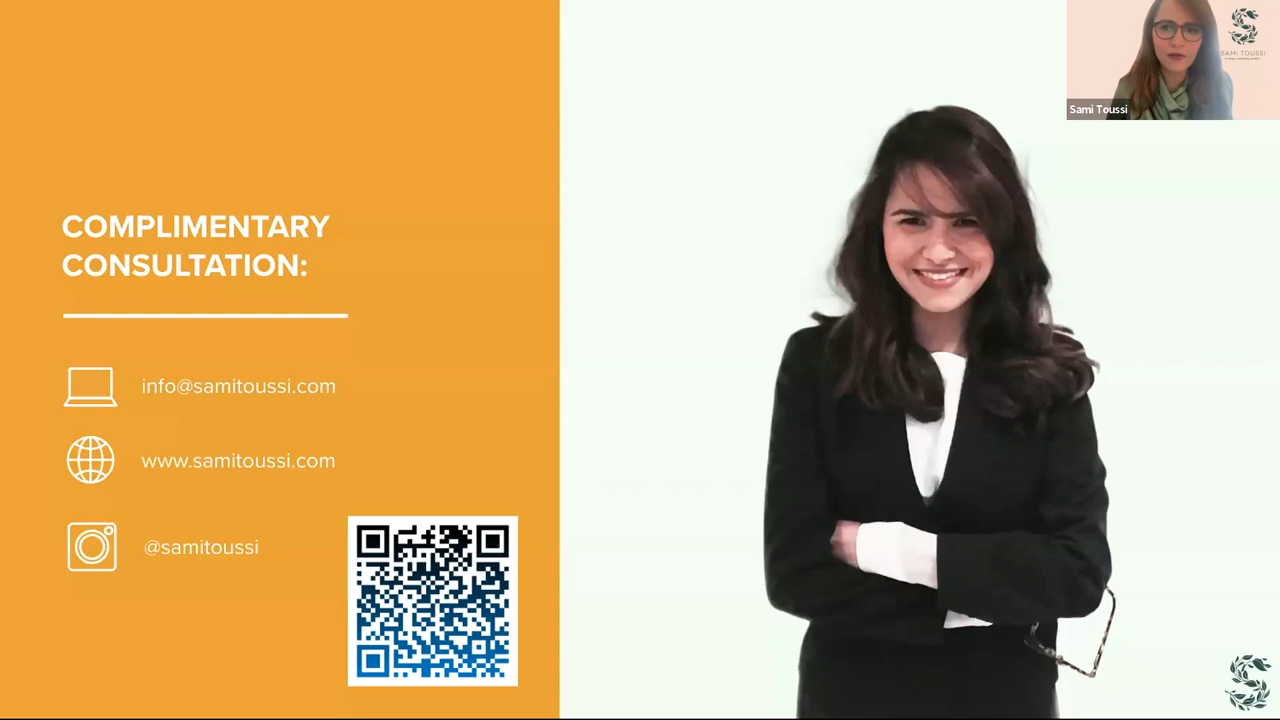 COMPLIMENTARY
CONSULTATION:
info@samitoussi.com
www.samitoussi.com
@samitoussi
SAMI TOUSSI
Sami Toussi